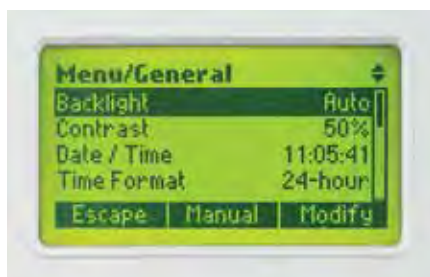 Menu/General
Backlight Auto
Contrast 50%
Date / Time 11:05:41
Time Format 24-hour
Escape Manual Modify